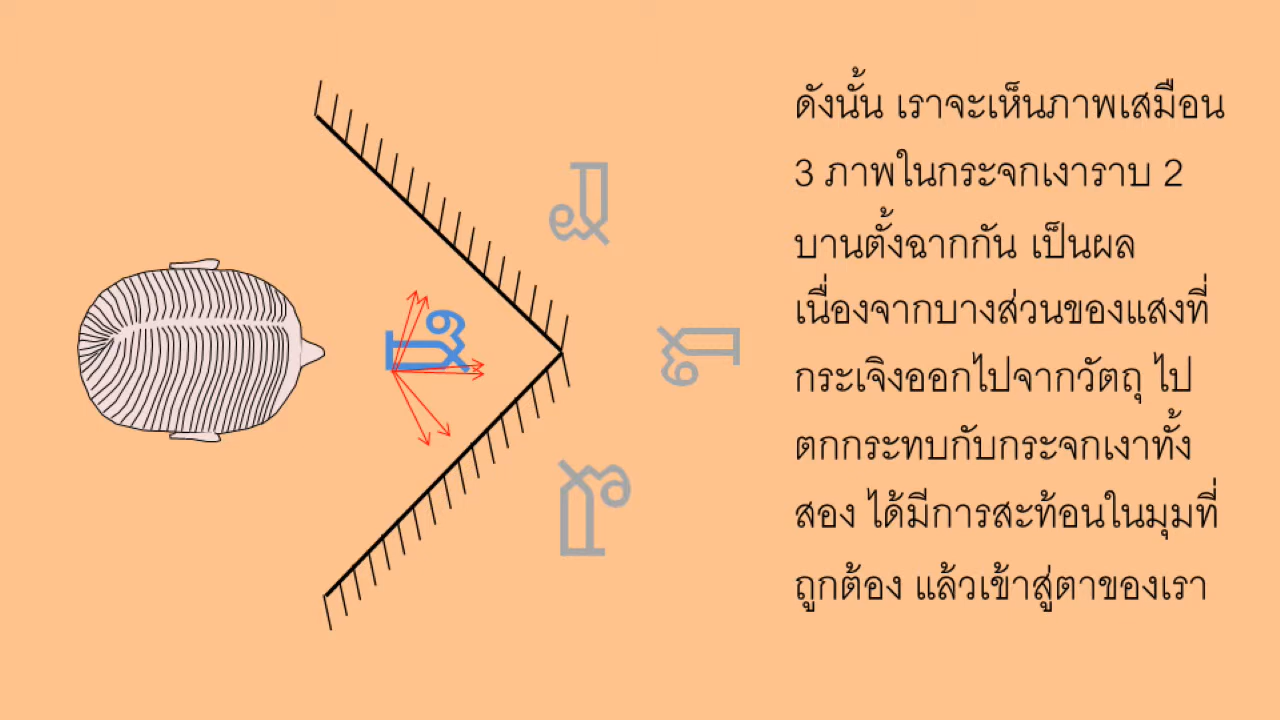 ดังนั้น เราจะเห็นภาพเสมือน
3 ภาพในกระจกเงาราบ 2
บานตั้งฉากกัน เป็นผล
เนื่องจากบางส่วนของแสงที่
กระเจิงออกไปจากวัตถุ ไป
ตกกระทบกับกระจกเงาทั้ง
สอง ได้มีการสะท้อนในมุมที่
ถูกต้อง แล้วเข้าสู่ตาของเรา